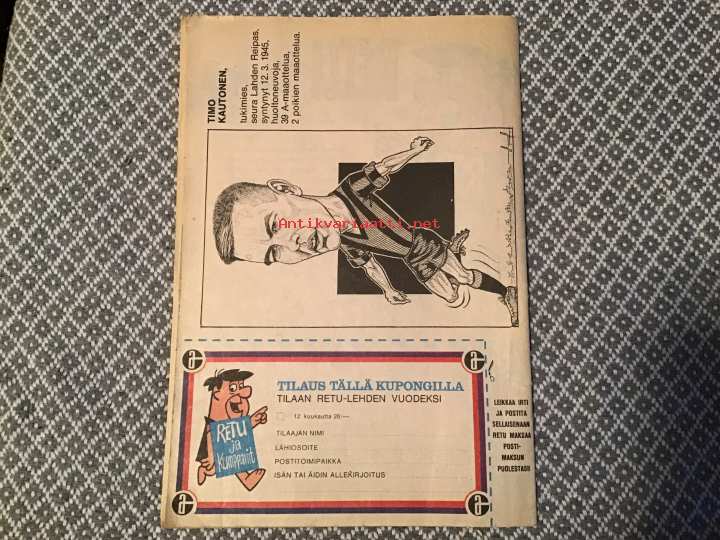 TIMO
KAUTONEN,
tukimies,
seura Lahden Reipas,
syntynyt 12. 3. 1945,
huoltoneuvoja,
39 A-maaottelua,
2 poikien maaottelua.
Antikvariaatti.net
TILAUS TÄLLÄ KUPONGILLA
TILAAN RETU-LEHDEN VUODEKSI
12 kuukautta 26:—
TILAAJAN NIMI
LÄHIOSOITE
POSTITOIMIPAIKKA
ISÄN TAI ÄIDIN ALLEKIRJOITUS
RETU
ja
KUMPPANIT
LEIKKAA IRTI
JA POSTITA
SELLAISENAAN
RETU MAKSAA
POSTI-
MAKSUN
PUOLESTASI!